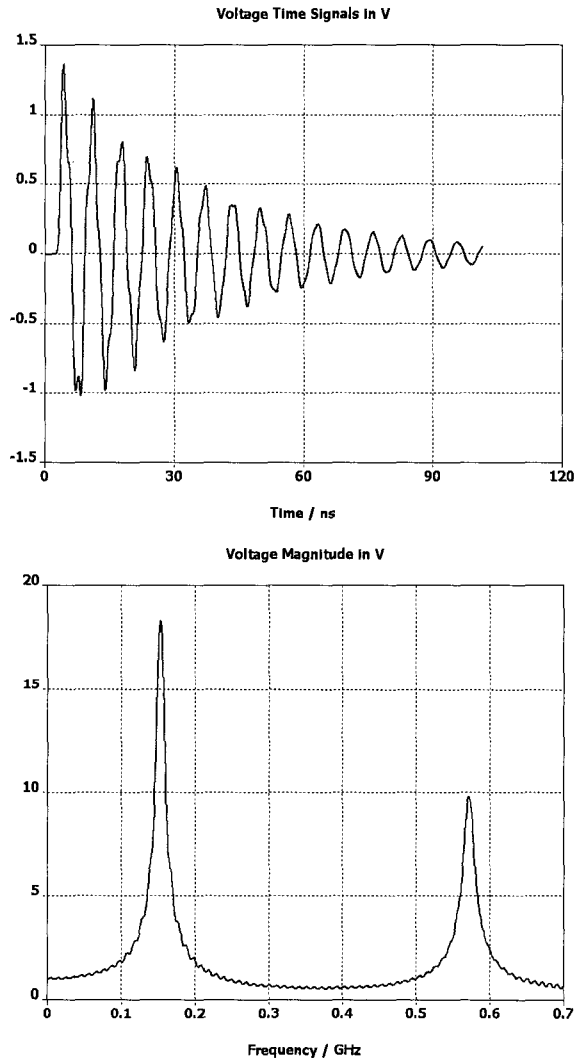 Voltage Time Signals in V
1.5
1
0.5
0
-0.5
-1
-1.5
0 30 60 90 120
Time / ns
Voltage Magnitude in V
20
15
10
5
0
0 0.1 0.2 0.3 0.4 0.5 0.6 0.7
Frequency / GHz